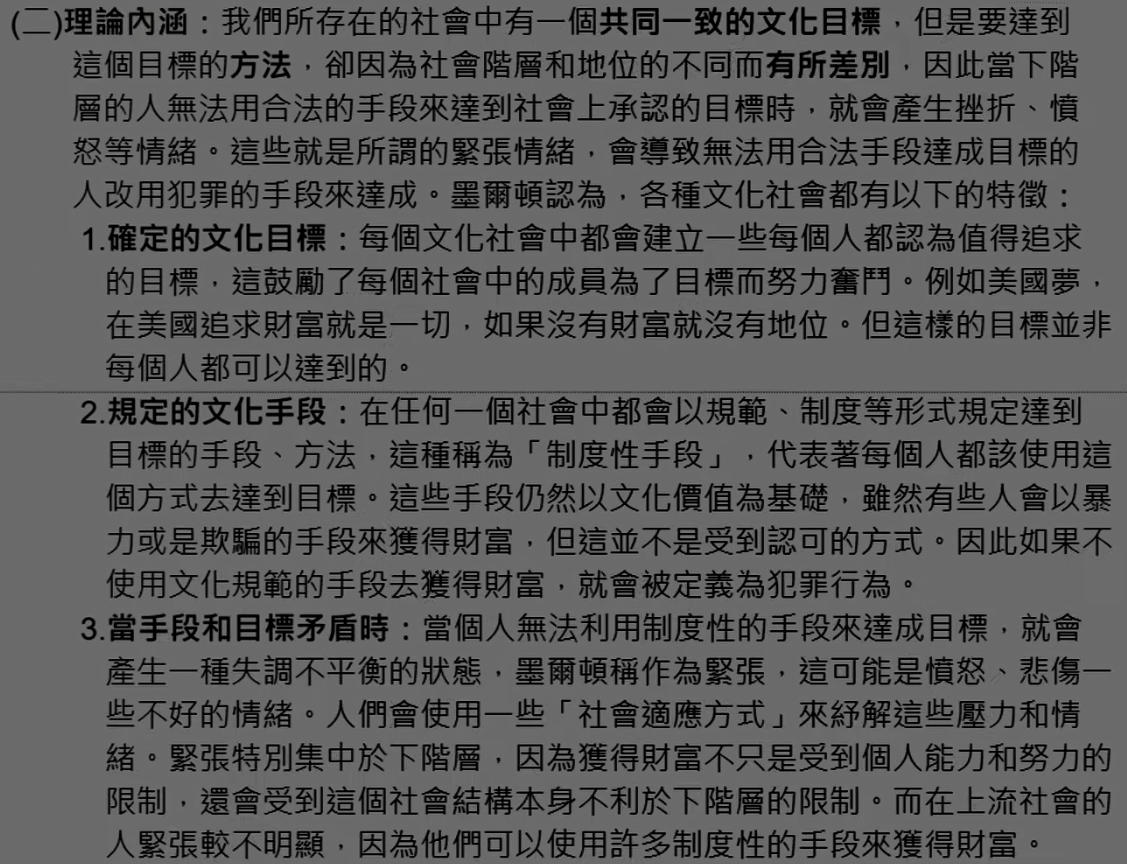 (二)理論內涵：我們所存在的社會中有一個共同一致的文化目標，但是要達到
這個目標的方法，卻因為社會階層和地位的不同而有所差別，因此當下階
層的人無法用合法的手段來達到社會上承認的目標時，就會產生挫折、憤
怒等情緒。這些就是所謂的緊張情緒，會導致無法用合法手段達成目標的
人改用犯罪的手段來達成。墨爾頓認為，各種文化社會都有以下的特徵：
1.確定的文化目標：每個文化社會中都會建立一些每個人都認為值得追求
的目標，這鼓勵了每個社會中的成員為了目標而努力奮鬥。例如美國夢，
在美國追求財富就是一切，如果沒有財富就沒有地位。但這樣的目標並非
每個人都可以達到的。
2.規定的文化手段：在任何一個社會中都會以規範、制度等形式規定達到
目標的手段、方法，這種稱為「制度性手段」，代表著每個人都該使用這
個方式去達到目標。這些手段仍然以文化價值為基礎，雖然有些人會以暴
力或是欺騙的手段來獲得財富，但這並不是受到認可的方式。因此如果不
使用文化規範的手段去獲得財富，就會被定義為犯罪行為。
3.當手段和目標矛盾時：當個人無法利用制度性的手段來達成目標，就會
產生一種失調不平衡的狀態，墨爾頓稱作為緊張，這可能是憤怒、悲傷一
些不好的情緒。人們會使用一些「社會適應方式」來紓解這些壓力和情
緒。緊張特別集中於下階層，因為獲得財富不只是受到個人能力和努力的
限制，還會受到這個社會結構本身不利於下階層的限制。而在上流社會的
人緊張較不明顯，因為他們可以使用許多制度性的手段來獲得財富。